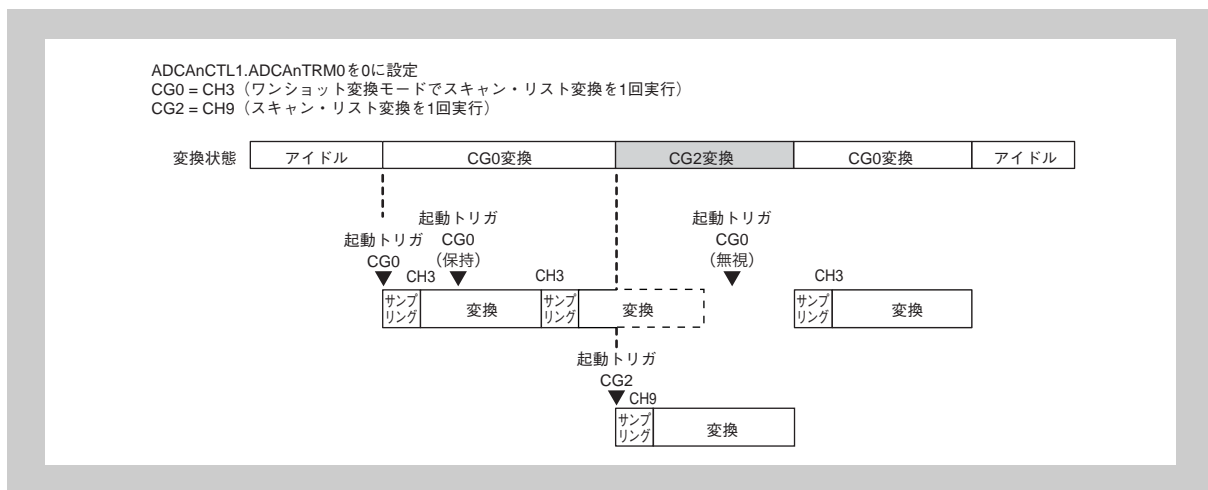 ADCAnCTL1.ADCAnTRM0を0に設定
CG0 = CH3（ワンショット変換モードでスキャン・リスト変換を1回実行）
CG2 = CH9（スキャン・リスト変換を1回実行）
変換状態 アイドル CG0変換 CG2変換 CG0変換 アイドル
起動トリガ
CG0
起動トリガ
CG0
（保持）
起動トリガ
CG0
（無視）
CH3
CH3
CH3
サンプ
リング
変換
サンプ
リング
変換
サンプ
リング
変換
起動トリガ
CG2
CH9
サンプ
リング
変換